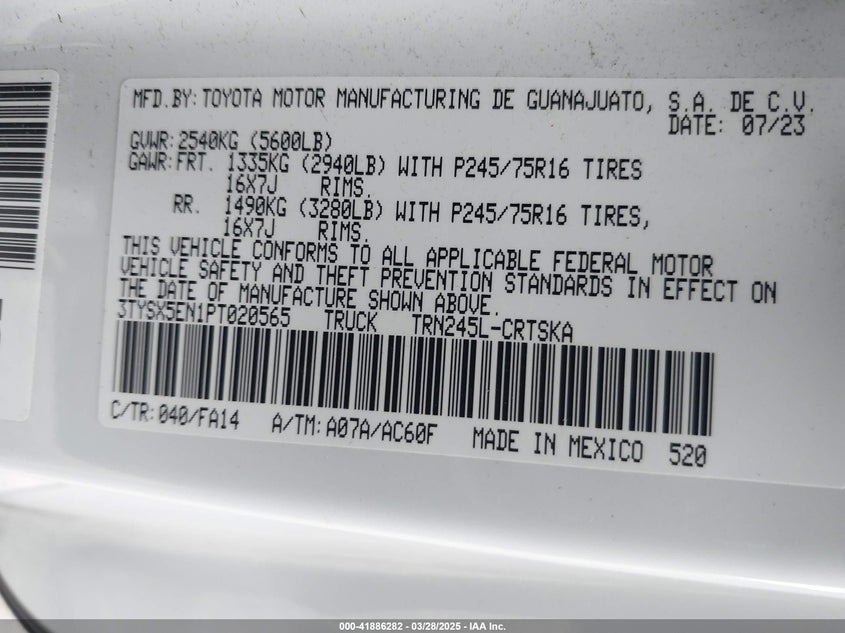 MFD.BY:TOYOTA MOTOR MANUFACTURING DE GUANAJUATO, S.A. DE C.V.
DATE: 07/23
GVWR:2540KG (5600LB)
GAWR:FRT. 1335KG (2940LB) WITH P245/75R16 TIRES
16X7J RIMS.
RR. 1490KG (3280LB) WITH P245/75R16 TIRES,
16X7J RIMS.
THIS VEHICLE CONFORMS TO ALL APPLICABLE FEDERAL MOTOR
VEHICLE SAFETY AND THEFT PREVENTION STANDARDS IN EFFECT ON
THE DATE OF MANUFACTURE SHOWN ABOVE.
3TYSX5EN1PT020565 TRUCK TRN245L-CRTSKA
C/TR:040/FA14 A/TM:A07A/AC60F MADE IN MEXICO 520
000-41886282 | 03/28/2025 - IAA Inc.